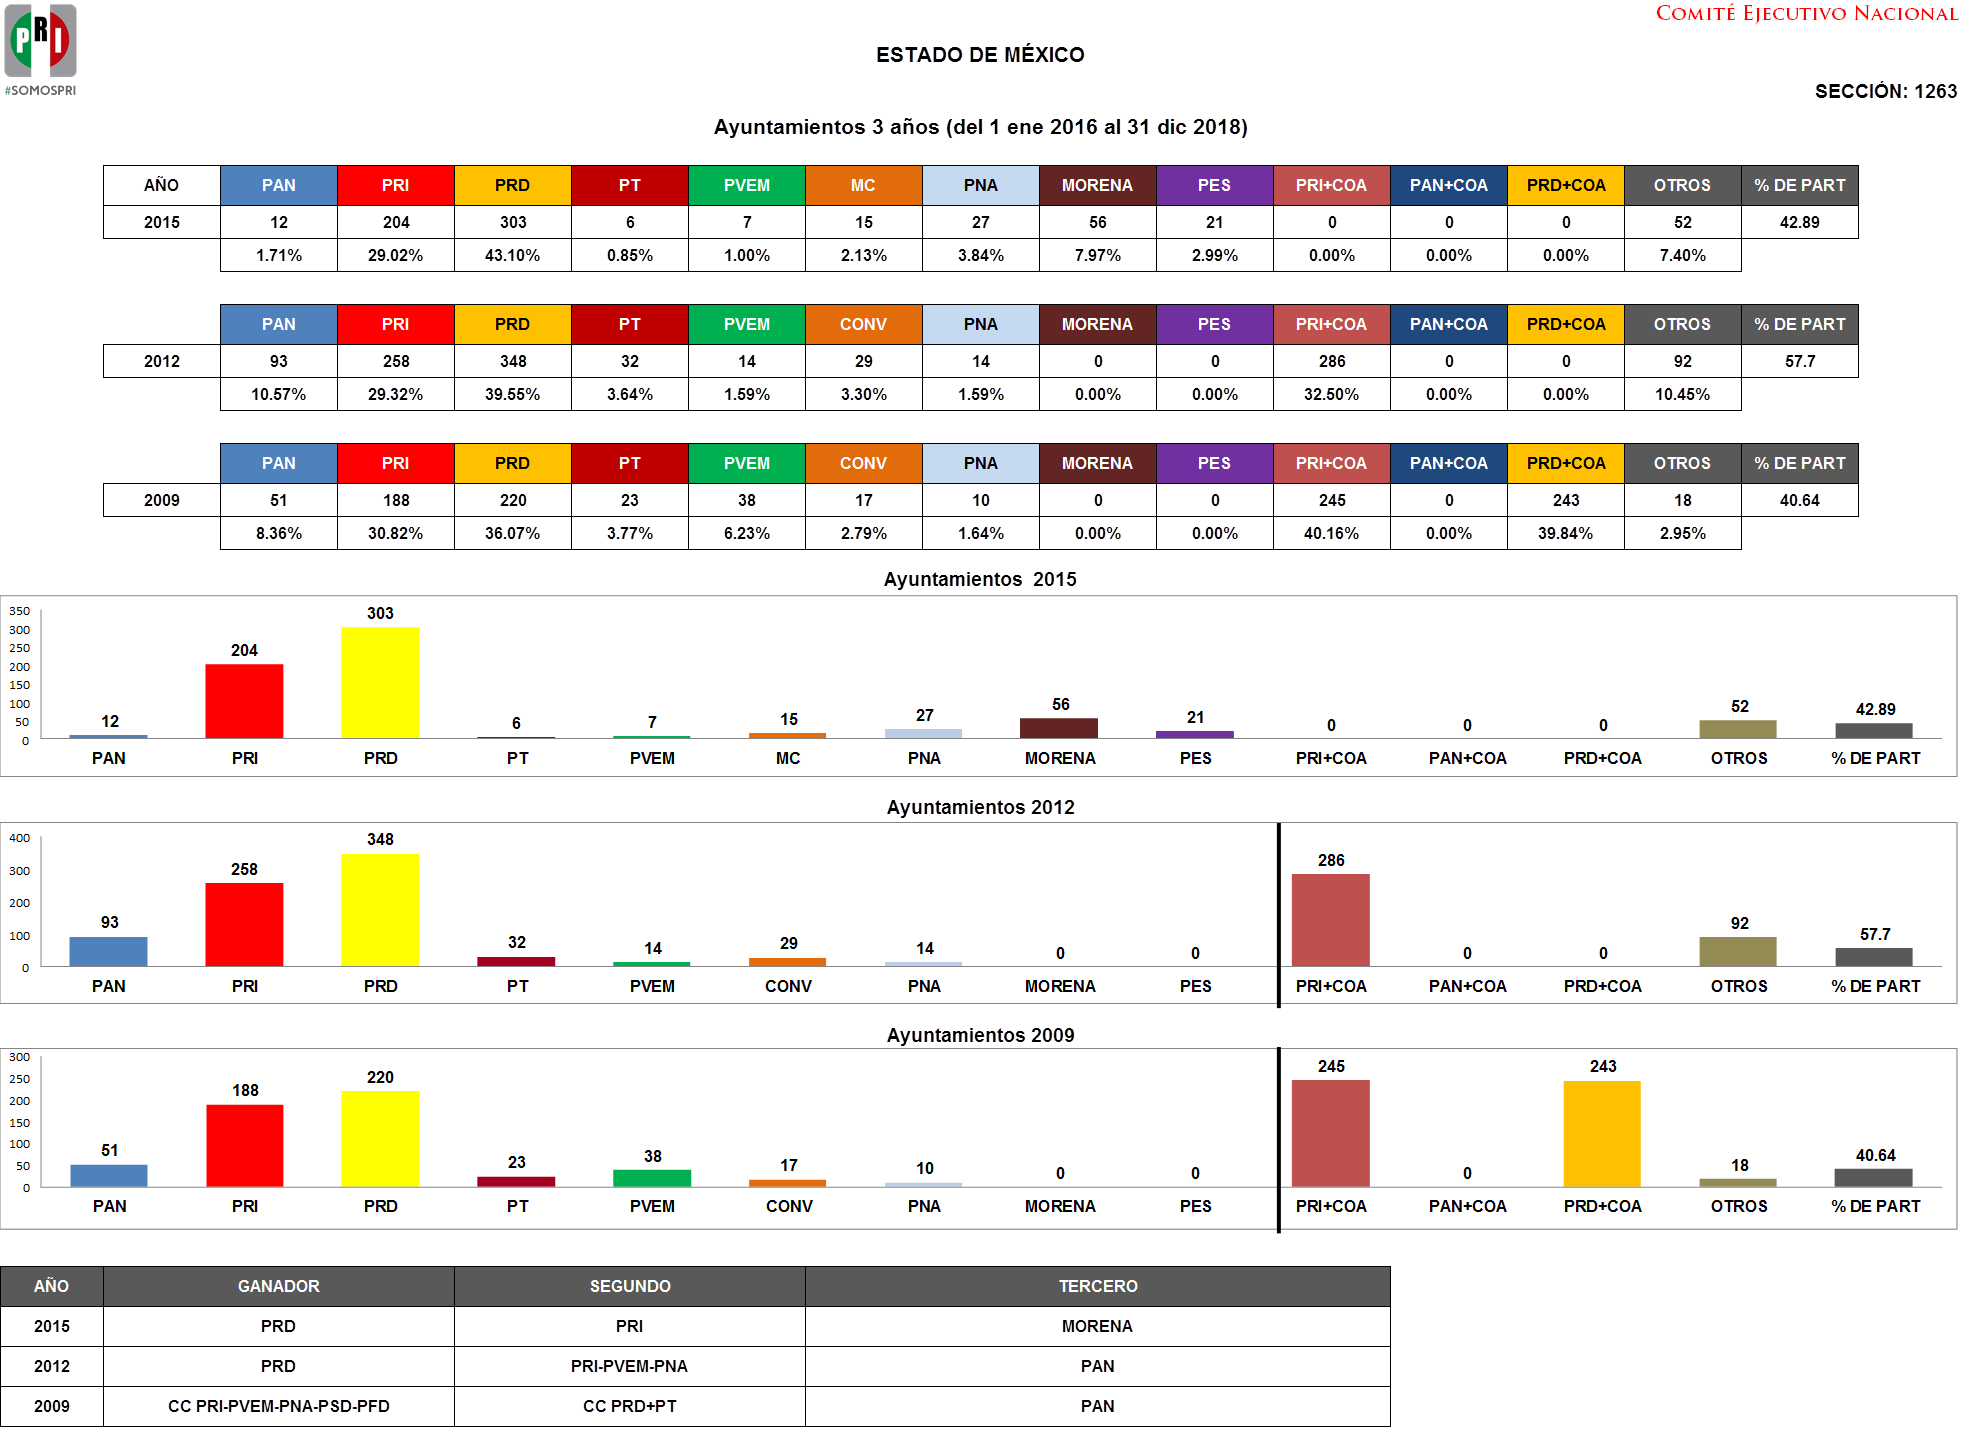 COMITÉ EJECUTIVO NACIONAL
PRI
#SOMOSPRI
ESTADO DE MÉXICO
SECCIÓN: 1263
Ayuntamientos 3 años (del 1 ene 2016 al 31 dic 2018)
AÑO PAN PRI PRD PT PVEM MC PNA MORENA PES PRI+COA PAN+COA PRD+COA OTROS % DE PART
2015 12 204 303 6 7 15 27 56 21 0 0 0 52 42.89
1.71% 29.02% 43.10% 0.85% 1.00% 2.13% 3.84% 7.97% 2.99% 0.00% 0.00% 0.00% 7.40%
PAN PRI PRD PT PVEM CONV PNA MORENA PES PRI+COA PAN+COA PRD+COA OTROS % DE PART
2012 93 258 348 32 14 29 14 0 0 286 0 0 92 57.7
10.57% 29.32% 39.55% 3.64% 1.59% 3.30% 1.59% 0.00% 0.00% 32.50% 0.00% 0.00% 10.45%
PAN PRI PRD PT PVEM CONV PNA MORENA PES PRI+COA PAN+COA PRD+COA OTROS % DE PART
2009 51 188 220 23 38 17 10 0 0 245 0 243 18 40.64
8.36% 30.82% 36.07% 3.77% 6.23% 2.79% 1.64% 0.00% 0.00% 40.16% 0.00% 39.84% 2.95%
Ayuntamientos 2015
350
300
250
200
150
100
50
0
12 204 303 6 7 15 27 56 21 0 0 0 52 42.89
PAN PRI PRD PT PVEM MC PNA MORENA PES PRI+COA PAN+COA PRD+COA OTROS % DE PART
Ayuntamientos 2012
400
300
200
100
0
93 258 348 32 14 29 14 0 0 286 0 0 92 57.7
PAN PRI PRD PT PVEM CONV PNA MORENA PES PRI+COA PAN+COA PRD+COA OTROS % DE PART
Ayuntamientos 2009
300
250
200
150
100
50
0
51 188 220 23 38 17 10 0 0 245 0 243 18 40.64
PAN PRI PRD PT PVEM CONV PNA MORENA PES PRI+COA PAN+COA PRD+COA OTROS % DE PART
AÑO GANADOR SEGUNDO TERCERO
2015 PRD PRI MORENA
2012 PRD PRI-PVEM-PNA PAN
2009 CC PRI-PVEM-PNA-PSD-PFD CC PRD+PT PAN